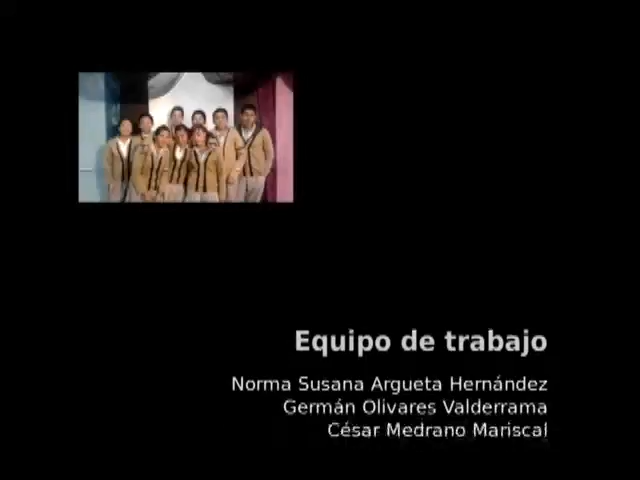 Equipo de trabajo
Norma Susana Argueta Hernández
Germán Olivares Valderrama
César Medrano Mariscal